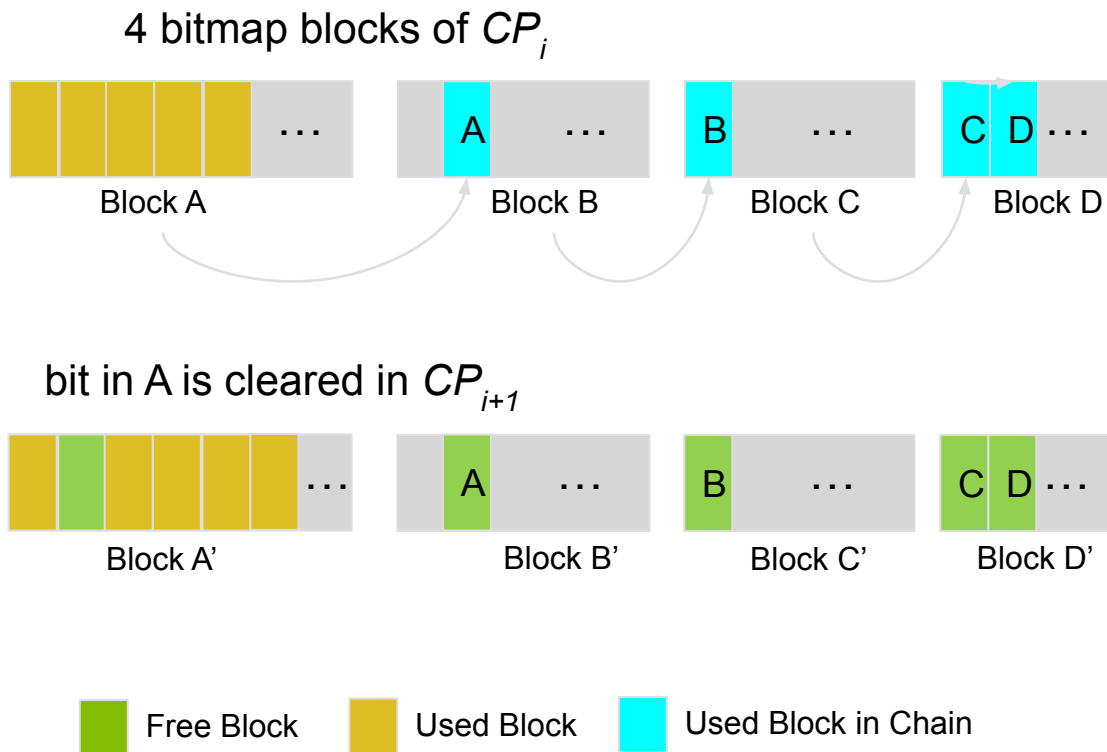 4 bitmap blocks of CPi
... A ... B ... C D ...
Block A Block B Block C Block D
bit in A is cleared in CPi+1
... A ... B ... C D ...
Block A’ Block B’ Block C’ Block D’
Free Block Used Block Used Block in Chain